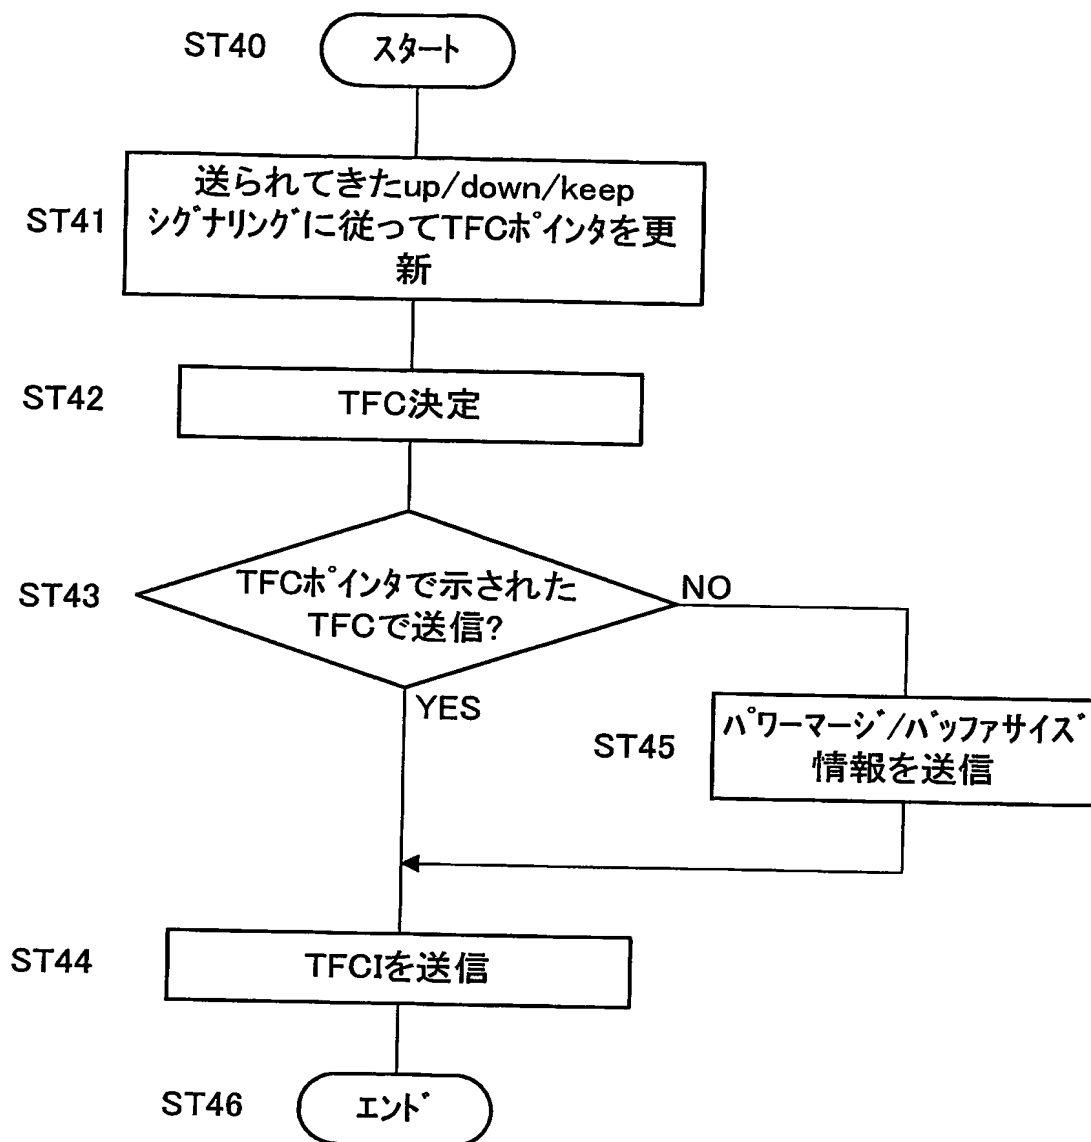 ST40
スタート
ST41
送られてきたup/down/keep
シグナリングに従ってTFCポインタを更
新
ST42
TFC決定
ST43
TFCポインタで示された
TFCで送信?
NO
YES
ST45
パワーマージ/バッファサイズ
情報を送信
ST44
TFCIを送信
ST46
エンド